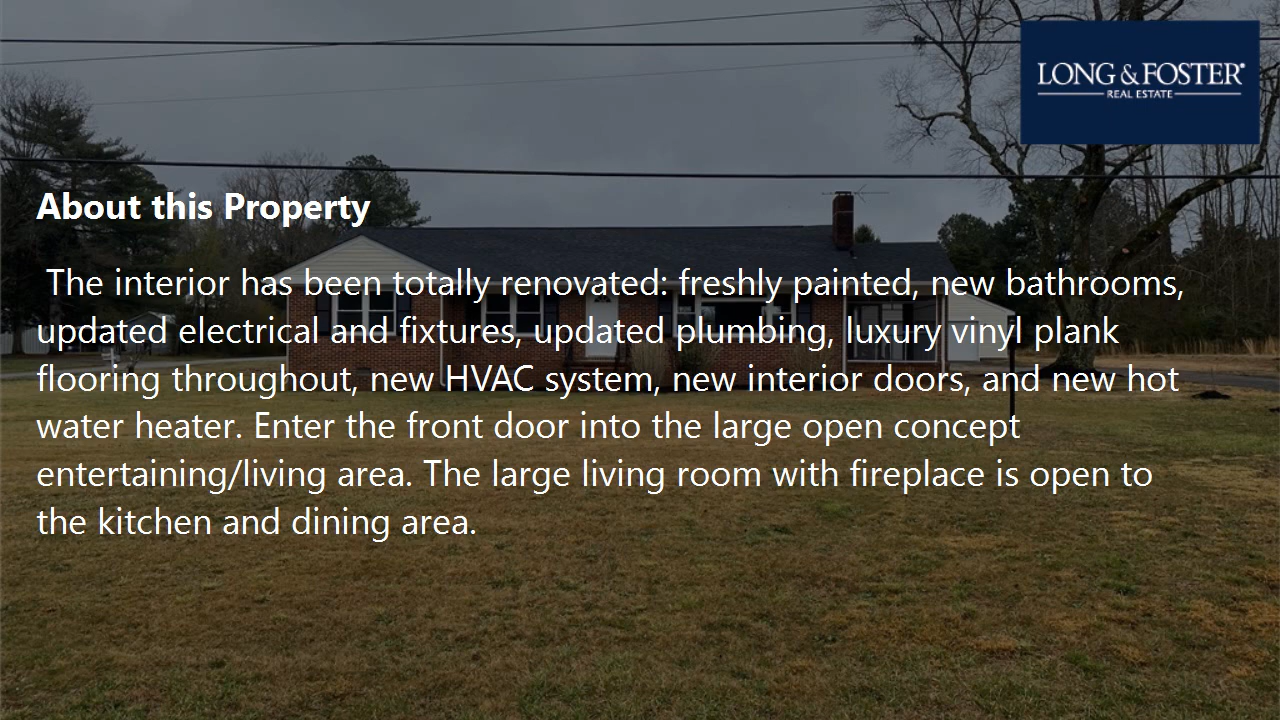 LONG & FOSTER®
REAL ESTATE
About this Property
The interior has been totally renovated: freshly painted, new bathrooms,
updated electrical and fixtures, updated plumbing, luxury vinyl plank
flooring throughout, new HVAC system, new interior doors, and new hot
water heater. Enter the front door into the large open concept
entertaining/living area. The large living room with fireplace is open to
the kitchen and dining area.